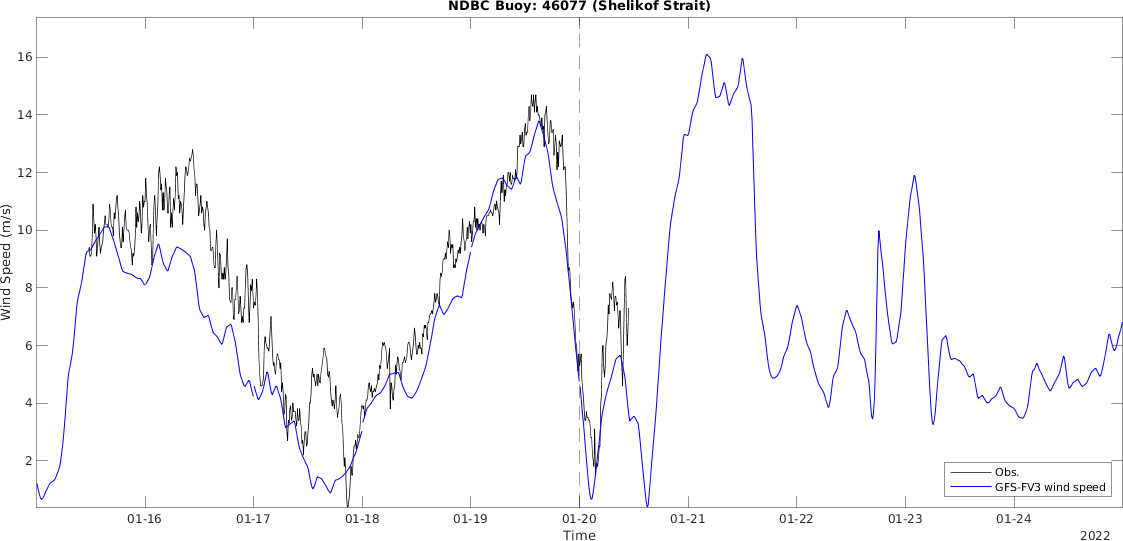 NDBC Buoy: 46077 (Shelikof Strait)
Wind Speed (m/s)
16
14
12
10
8
6
4
2
Obs.
GFS-FV3 wind speed
01-16 01-17 01-18 01-19 01-20 01-21 01-22 01-23 01-24
Time
2022